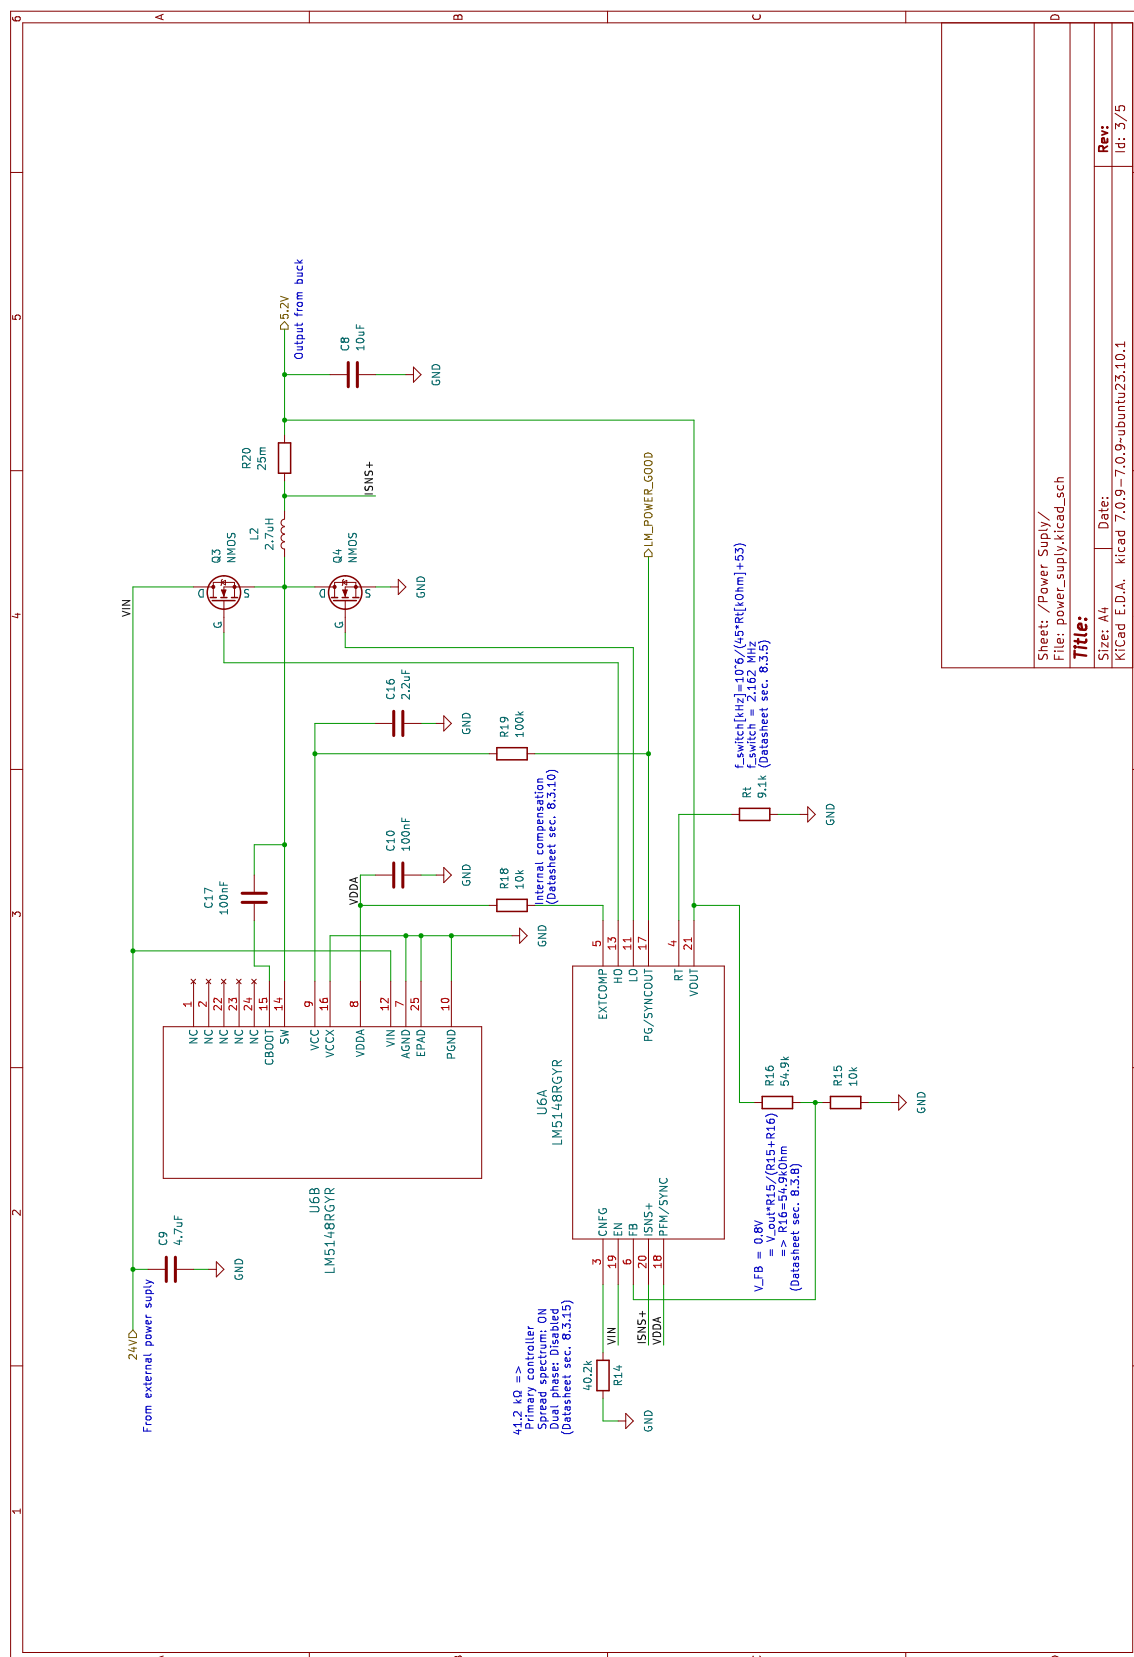 6
5
4
3
2
1
A
B
C
D
24V
From external power suply
C9
4.7uF
GND
U6B
LM5148RGYR
NC
NC
NC
NC
NC
CBOOT
SW
VCC
VCCX
VDDA
VIN
AGND
EPAD
PGND
1
2
22
23
24
15
14
9
16
8
12
7
25
10
C17
100nF
VDDA
C10
100nF
GND
GND
C16
2.2uF
GND
R18
10k
R19
100k
Internal compensation
(Datasheet sec. 8.3.10)
VIN
Q3
NMOS
D
S
G
Q4
NMOS
D
S
G
GND
L2
2.7uH
ISNS+
R20
25m
C8
10uF
GND
5.2V
Output from buck
LM_POWER_GOOD
41.2 kΩ =>
Primary controller
Spread spectrum: ON
Dual phase: Disabled
(Datasheet sec. 8.3.15)
40.2k
R14
GND
VIN
ISNS+
VDDA
3
19
6
20
18
CNFG
EN
FB
ISNS+
PFM/SYNC
U6A
LM5148RGYR
EXTCOMP
HO
LO
PG/SYNCOUT
RT
VOUT
5
13
11
17
4
21
Rt
9.1k
GND
f_switch[kHz]=10^6/(45*Rt[kOhm]+53)
f_switch = 2.162 MHz
(Datasheet sec. 8.3.5)
V_FB = 0.8V
= V_out*R15/(R15+R16)
=> R16=54.9kOhm
(Datasheet sec. 8.3.8)
R16
54.9k
R15
10k
GND
Sheet: /Power Suply/
File: power_suply.kicad_sch
Title:
Size: A4
Date:
Rev:
KiCad E.D.A. kicad 7.0.9-7.0.9~ubuntu23.10.1
Id: 3/5